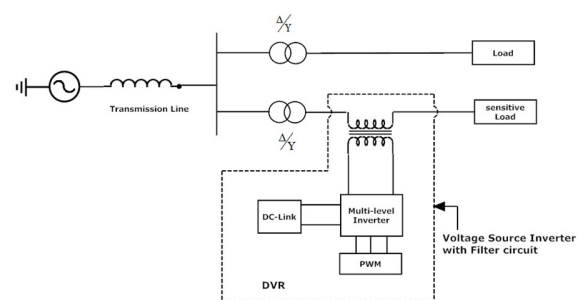 Δ/Y
Load
Transmission Line
sensitive
Load
Δ/Y
DC-Link
Multi-level
Inverter
Voltage Source Inverter
with Filter circuit
PWM
DVR